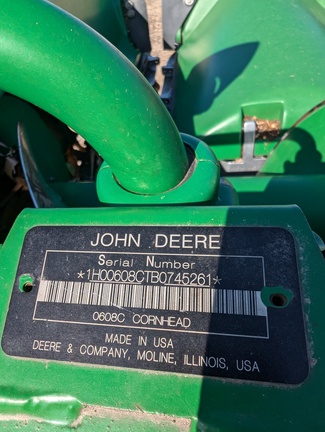 JOHN DEERE
Serial Number
*1H00608CTB0745261*
0608C CORNHEAD
MADE IN USA
DEERE & COMPANY, MOLINE, ILLINOIS, USA